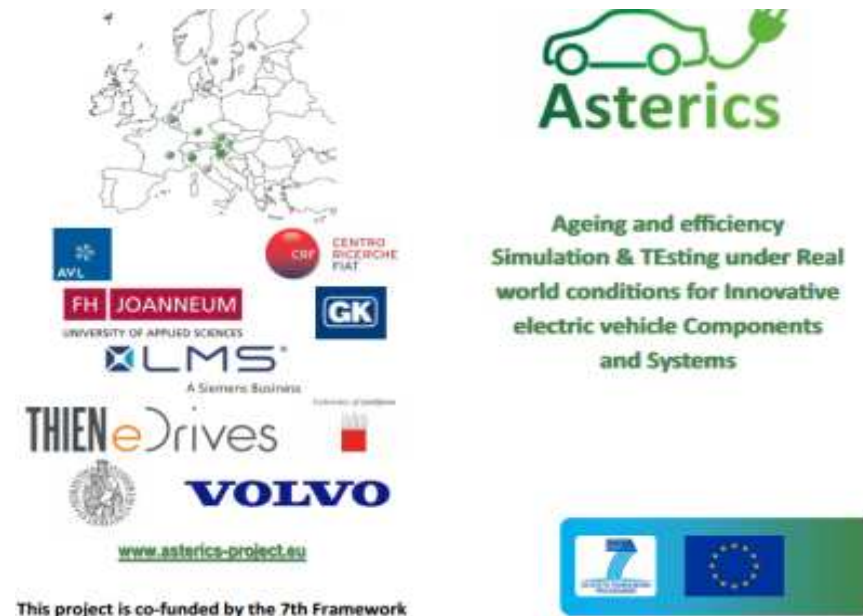 AVL
CRF
CENTRO
RICERCHE
FIAT
FH JOANNEUM
UNIVERSITY OF APPLIED SCIENCES
GK
LMS
A Siemens Business
THIEN eDrives
VOLVO
www.asterics-project.eu
This project is co-funded by the 7th Framework
Asterics
Ageing and efficiency
Simulation & TEsting under Real
world conditions for Innovative
electric vehicle Components
and Systems
7